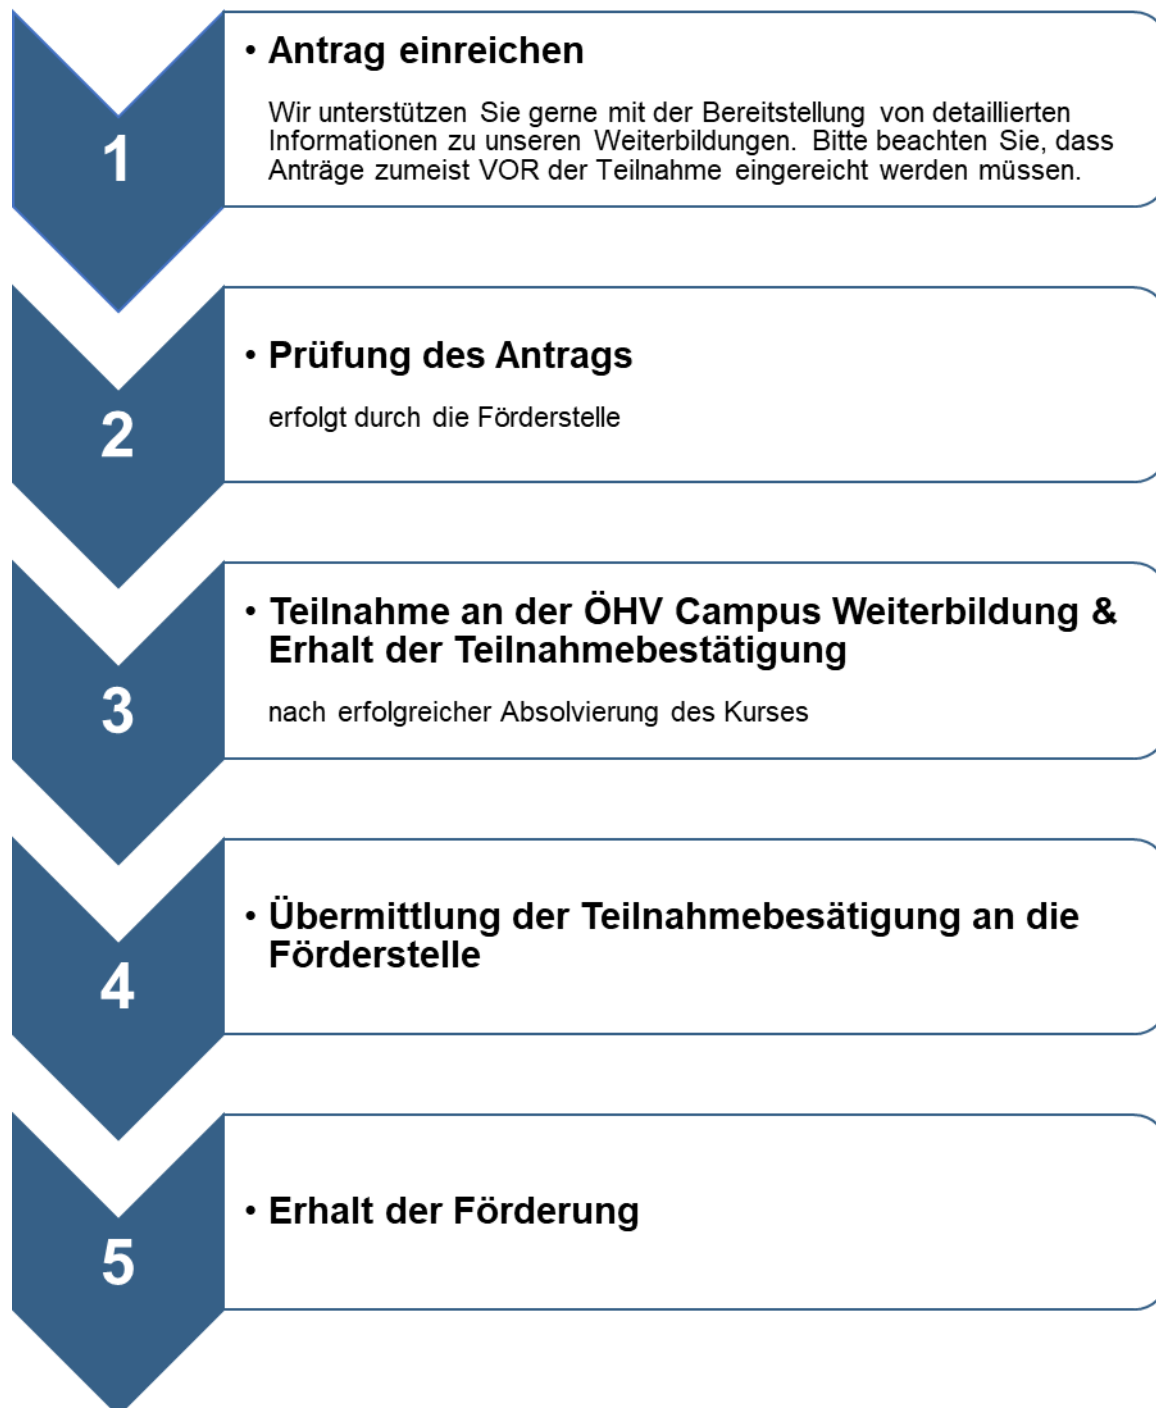 1
• Antrag einreichen
Wir unterstützen Sie gerne mit der Bereitstellung von detaillierten
Informationen zu unseren Weiterbildungen. Bitte beachten Sie, dass
Anträge zumeist VOR der Teilnahme eingereicht werden müssen.
2
• Prüfung des Antrags
erfolgt durch die Förderstelle
3
• Teilnahme an der ÖHV Campus Weiterbildung &
Erhalt der Teilnahmebestätigung
nach erfolgreicher Absolvierung des Kurses
4
• Übermittlung der Teilnahmebesätigung an die
Förderstelle
5
• Erhalt der Förderung